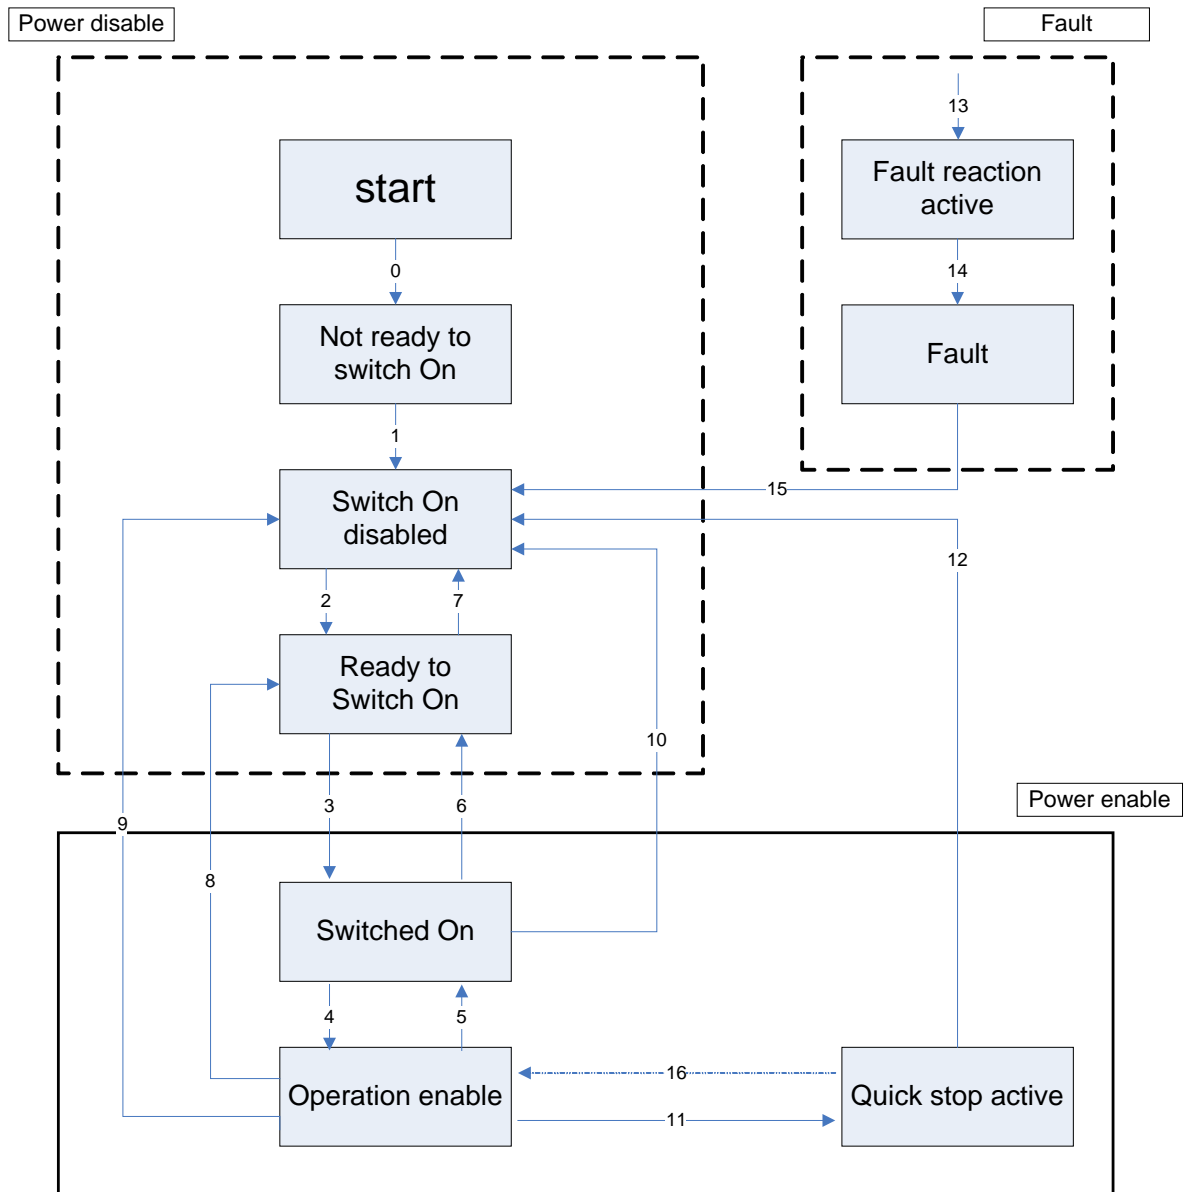 Power disable
Fault
13
start
Fault reaction
active
0
14
Not ready to
switch On
Fault
1
Switch On
disabled
15
12
2
7
Ready to
Switch On
10
3
6
Power enable
9
8
Switched On
4
5
Operation enable
16
11
Quick stop active